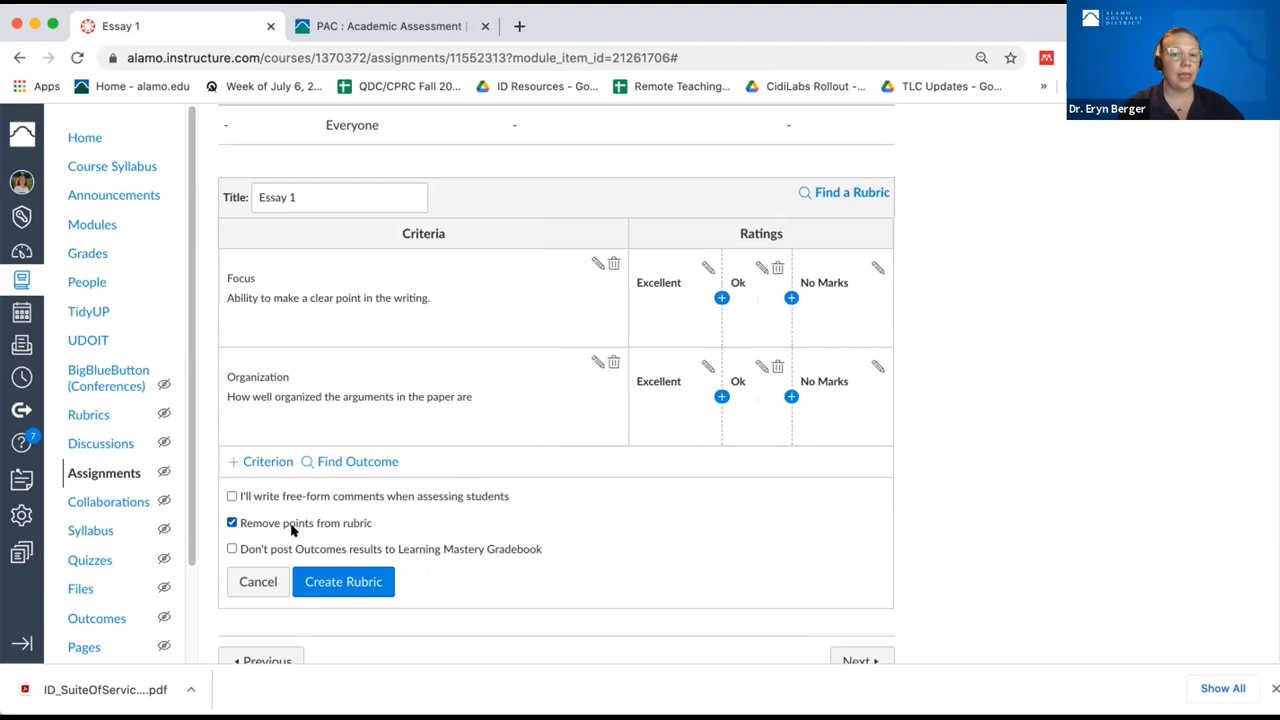 Essay 1
PAC : Academic Assessment
ALAMO
COLLEGES
DISTRICT
alamo.instructure.com/courses/1370372/assignments/11552313?module_item_id=21261706#
Apps
Home - alamo.edu
Week of July 6, 2...
QDC/CPRC Fall 20...
ID Resources - Go...
Remote Teaching...
CidiLabs Rollout -...
TLC Updates - Go...
»
Dr. Eryn Berger
-
Everyone
-
-
Home
Course Syllabus
Announcements
Modules
Grades
People
TidyUP
UDOIT
BigBlueButton
(Conferences)
Rubrics
7
Discussions
Assignments
Collaborations
Syllabus
Quizzes
Files
Outcomes
Pages
Title:
Essay 1
Find a Rubric
Criteria
Ratings
Focus
Ability to make a clear point in the writing.
Excellent
Ok
No Marks
Organization
How well organized the arguments in the paper are
Excellent
Ok
No Marks
+ Criterion
Find Outcome
I'll write free-form comments when assessing students
Remove points from rubric
Don't post Outcomes results to Learning Mastery Gradebook
Cancel
Create Rubric
Previous
Next
ID_SuiteOfServic....pdf
Show All